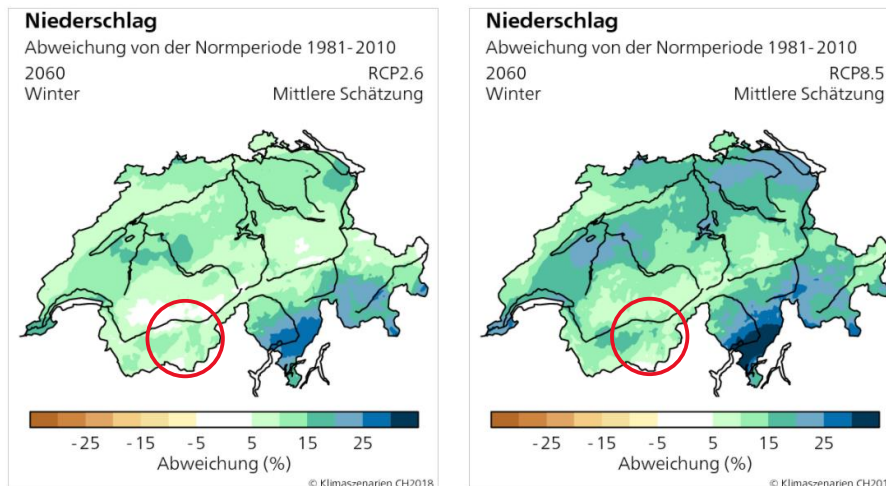 Niederschlag
Abweichung von der Normperiode 1981-2010
2060 RCP2.6
Winter Mittlere Schätzung
-25 -15 -5 5 15 25
Abweichung (%)
© Klimaszenarien CH2018
Niederschlag
Abweichung von der Normperiode 1981-2010
2060 RCP8.5
Winter Mittlere Schätzung
-25 -15 -5 5 15 25
Abweichung (%)
© Klimaszenarien CH201